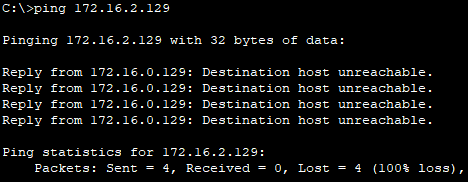 C:\>ping 172.16.2.129
Pinging 172.16.2.129 with 32 bytes of data:
Reply from 172.16.0.129: Destination host unreachable.
Reply from 172.16.0.129: Destination host unreachable.
Reply from 172.16.0.129: Destination host unreachable.
Reply from 172.16.0.129: Destination host unreachable.
Ping statistics for 172.16.2.129:
    Packets: Sent = 4, Received = 0, Lost = 4 (100% loss),